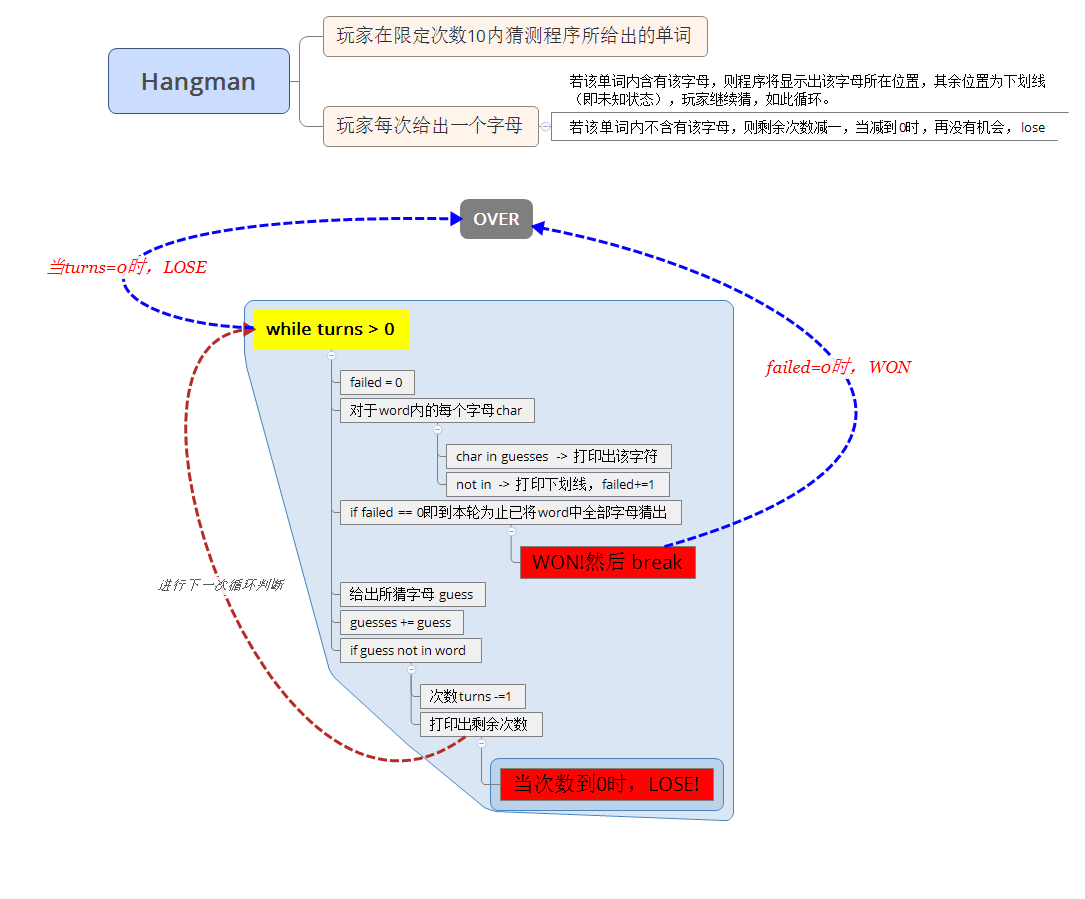 Hangman
玩家在限定次数10内猜测程序所给出的单词
玩家每次给出一个字母
若该单词内含有该字母，则程序将显示出该字母所在位置，其余位置为下划线
（即未知状态），玩家继续猜，如此循环。
若该单词内不含有该字母，则剩余次数减一，当减到0时，再没有机会，lose
OVER
当turns=0时，LOSE
while turns > 0
failed=0时，WON
failed = 0
对于word内的每个字母char
char in guesses -> 打印出该字符
not in -> 打印下划线，failed+=1
if failed == 0即到本轮为止已将word中全部字母猜出
WON!然后 break
进行下一次循环判断
给出所猜字母 guess
guesses += guess
if guess not in word
次数turns -=1
打印出剩余次数
当次数到0时，LOSE!